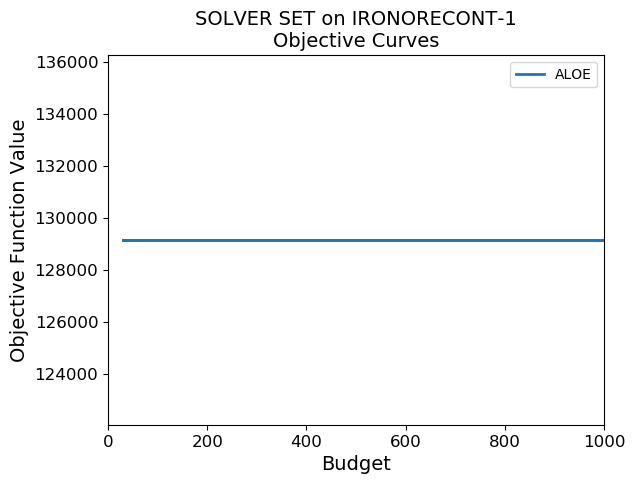 SOLVER SET on IRONORECONT-1
Objective Curves
ALOE
Objective Function Value
136000
134000
132000
130000
128000
126000
124000
0 200 400 600 800 1000
Budget